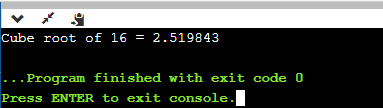 Cube root of 16 = 2.519843
...Program finished with exit code 0
Press ENTER to exit console.